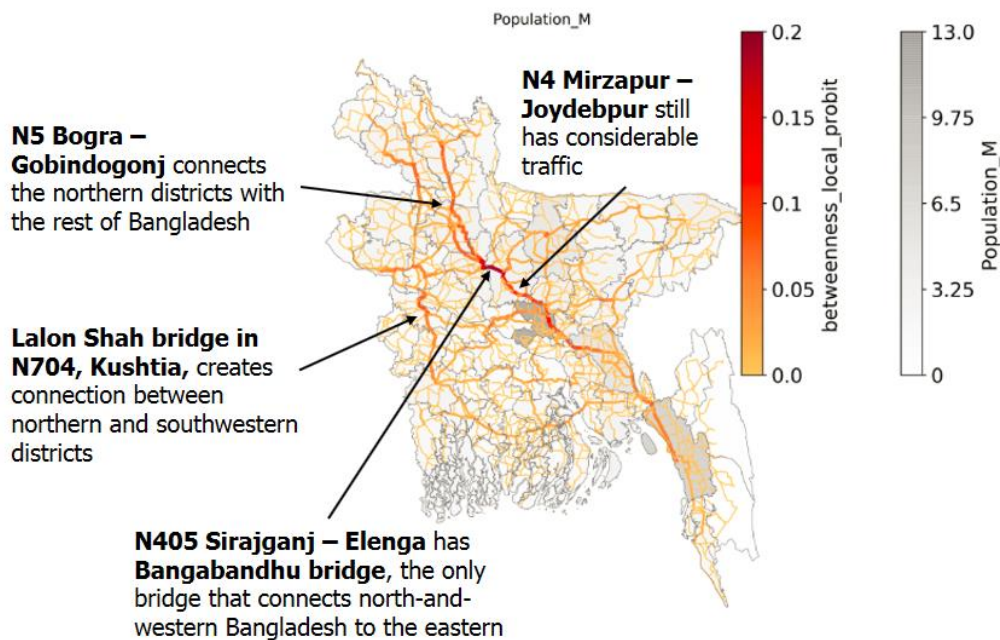 Population_M
N4 Mirzapur –
Joydebpur still
has considerable
traffic
N5 Bogra –
Gobindogonj connects
the northern districts with
the rest of Bangladesh
Lalon Shah bridge in
N704, Kushtia, creates
connection between
northern and southwestern
districts
N405 Sirajganj – Elenga has
Bangabandhu bridge, the only
bridge that connects north-and-
western Bangladesh to the eastern
0.2
0.15
0.1
0.05
0.0
betweenness_local_probit
13.0
9.75
6.5
3.25
0
Population_M